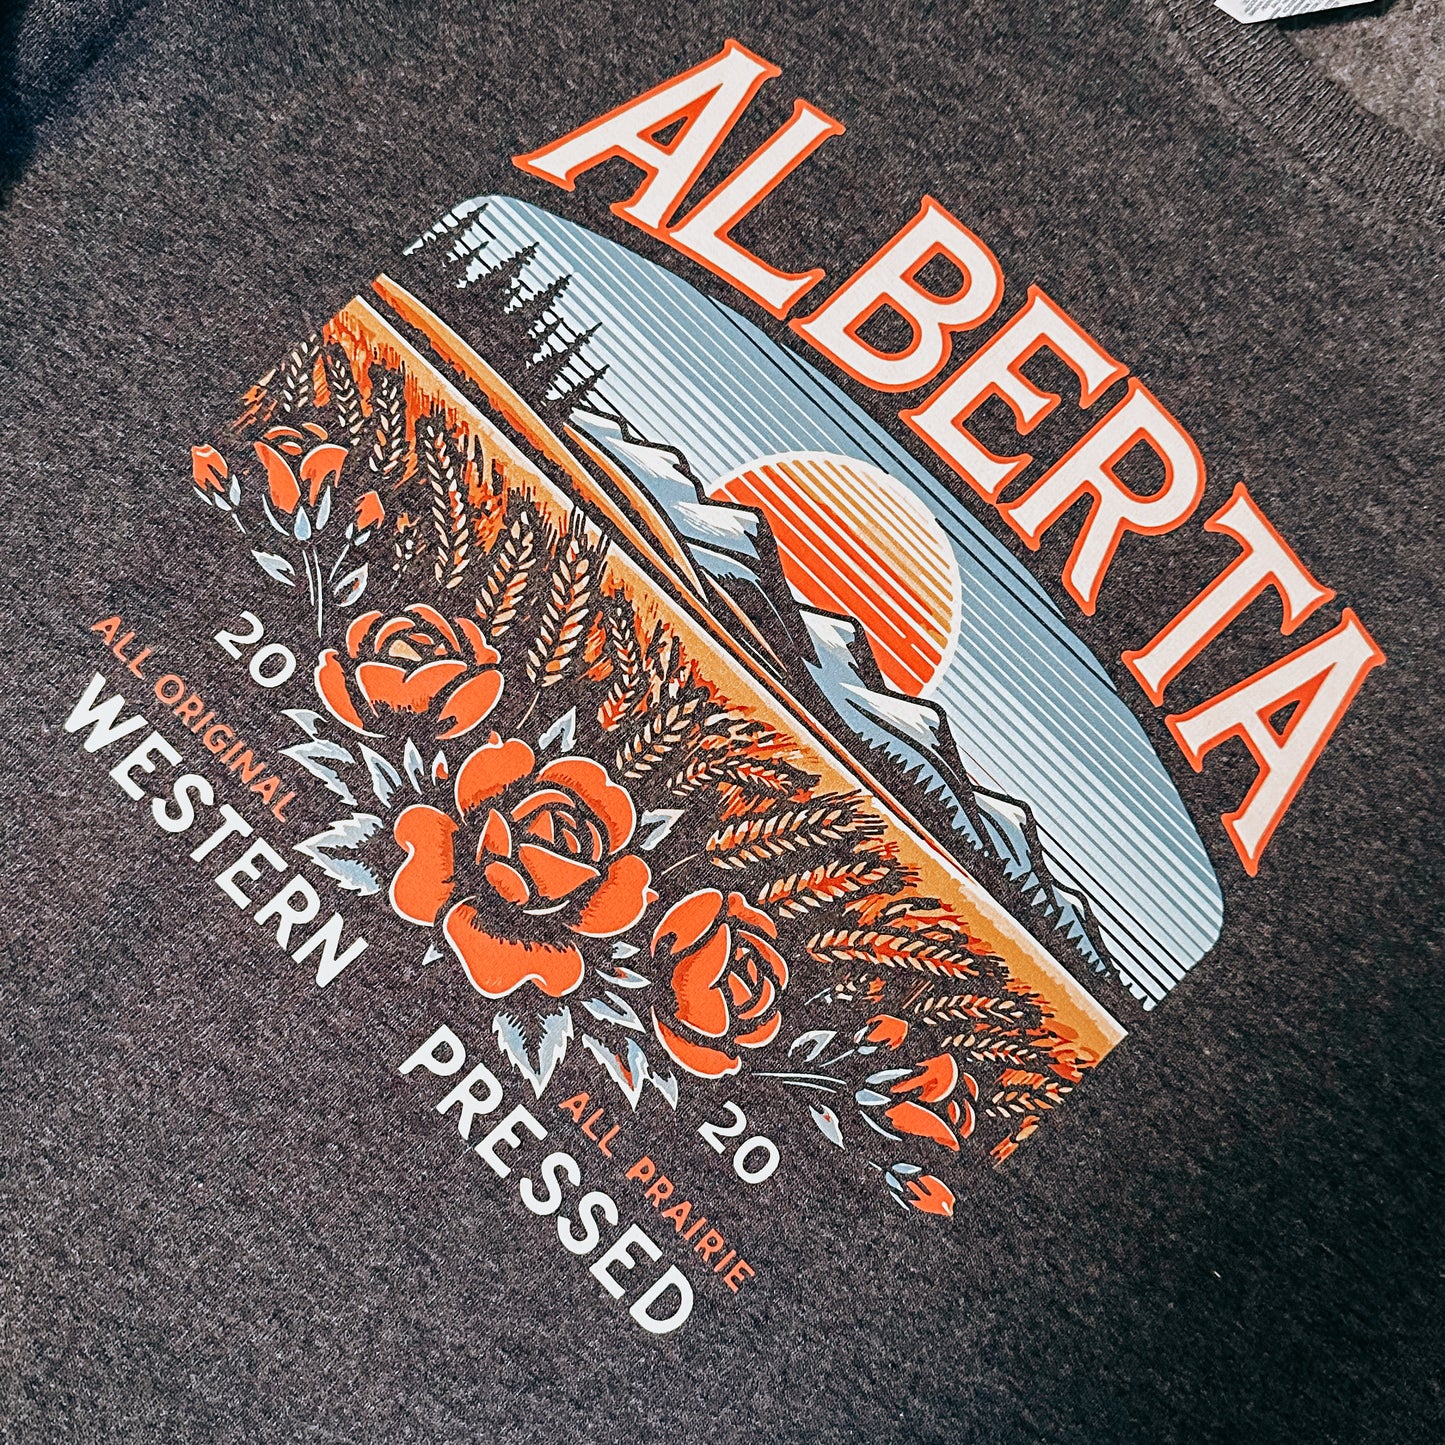 ALBERTA
20 20
ALL ORIGINAL ALL PRAIRIE
WESTERN PRESSED